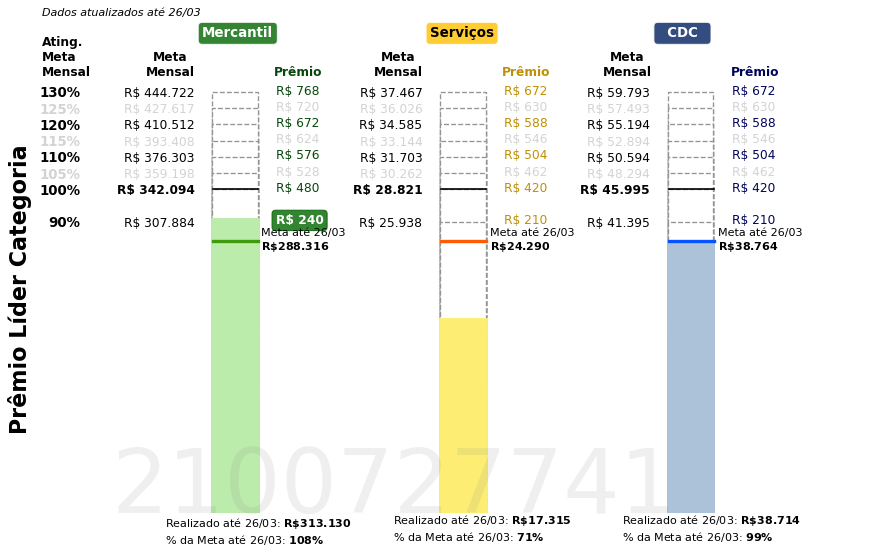 Dados atualizados até 26/03
Mercantil Serviços CDC
Ating.
Meta Meta Meta Meta
Mensal Mensal Prêmio Mensal Prêmio Mensal Prêmio
130% R$ 444.722 R$ 768 R$ 37.467 R$ 672 R$ 59.793 R$ 672
125% R$ 427.617 R$ 720 R$ 36.026 R$ 630 R$ 57.493 R$ 630
120% R$ 410.512 R$ 672 R$ 34.585 R$ 588 R$ 55.194 R$ 588
115% R$ 393.408 R$ 624 R$ 33.144 R$ 546 R$ 52.894 R$ 546
110% R$ 376.303 R$ 576 R$ 31.703 R$ 504 R$ 50.594 R$ 504
105% R$ 359.198 R$ 528 R$ 30.262 R$ 462 R$ 48.294 R$ 462
100% R$ 342.094 R$ 480 R$ 28.821 R$ 420 R$ 45.995 R$ 420
90% R$ 307.884 R$ 240 R$ 25.938 R$ 210 R$ 41.395 R$ 210
Meta até 26/03 Meta até 26/03 Meta até 26/03
R$288.316 R$24.290 R$38.764
Prêmio Líder Categoria
2100727741
Realizado até 26/03: R$313.130 Realizado até 26/03: R$17.315 Realizado até 26/03: R$38.714
% da Meta até 26/03: 108% % da Meta até 26/03: 71% % da Meta até 26/03: 99%